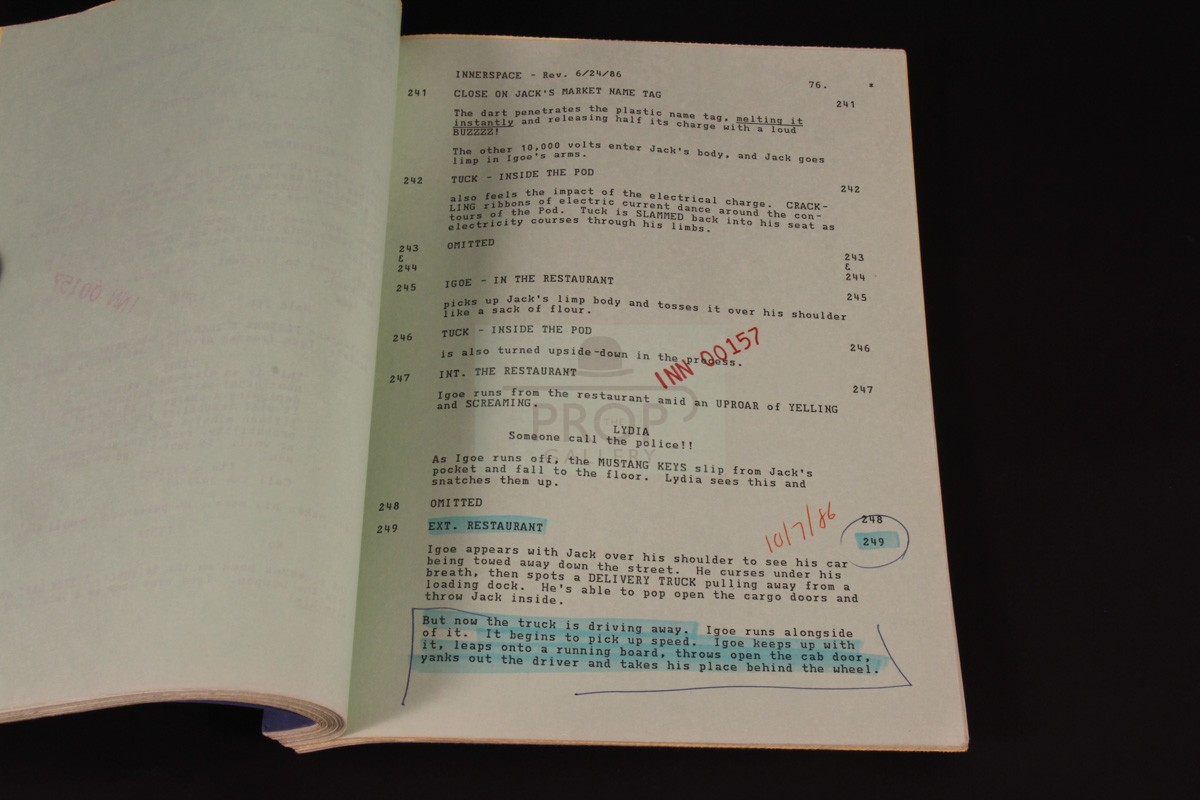 INNERSPACE - Rev. 6/24/86
76. *
241 CLOSE ON JACK'S MARKET NAME TAG 241
The dart penetrates the plastic name tag, melting it
instantly and releasing half its charge with a loud
BUZZZZ!
The other 10,000 volts enter Jack's body, and Jack goes
limp in Igoe's arms.
242 TUCK - INSIDE THE POD 242
also feels the impact of the electrical charge. CRACK-
LING ribbons of electric current dance around the con-
tours of the Pod. Tuck is SLAMMED back into his seat as
electricity courses through his limbs.
243 OMITTED 243
& &
244 244
245 IGOE - IN THE RESTAURANT 245
picks up Jack's limp body and tosses it over his shoulder
like a sack of flour.
246 TUCK - INSIDE THE POD 246
is also turned upside-down in the process.
INN 00157
247 INT. THE RESTAURANT 247
Igoe runs from the restaurant amid an UPROAR of YELLING
and SCREAMING.
LYDIA
Someone call the police!!
THE PROP GALLERY
As Igoe runs off, the MUSTANG KEYS slip from Jack's
pocket and fall to the floor. Lydia sees this and
snatches them up.
248 OMITTED 248
249 EXT. RESTAURANT 249
10/7/86
Igoe appears with Jack over his shoulder to see his car
being towed away down the street. He curses under his
breath, then spots a DELIVERY TRUCK pulling away from a
loading dock. He's able to pop open the cargo doors and
throw Jack inside.
But now the truck is driving away. Igoe runs alongside
of it. It begins to pick up speed. Igoe keeps up with
it, leaps onto a running board, throws open the cab door,
yanks out the driver and takes his place behind the wheel.
INN 00157